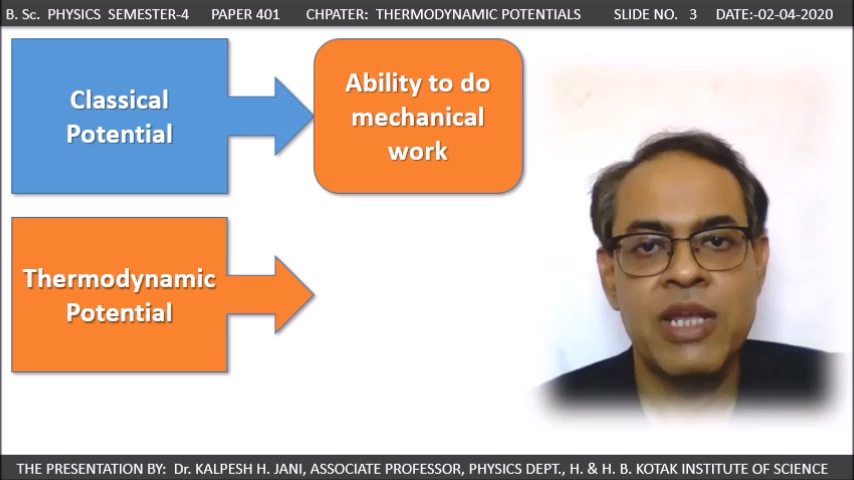 B. Sc. PHYSICS SEMESTER-4 PAPER 401 CHPATER: THERMODYNAMIC POTENTIALS SLIDE NO. 3 DATE:-02-04-2020
Classical
Potential
Ability to do
mechanical
work
Thermodynamic
Potential
THE PRESENTATION BY: Dr. KALPESH H. JANI, ASSOCIATE PROFESSOR, PHYSICS DEPT., H. & H. B. KOTAK INSTITUTE OF SCIENCE